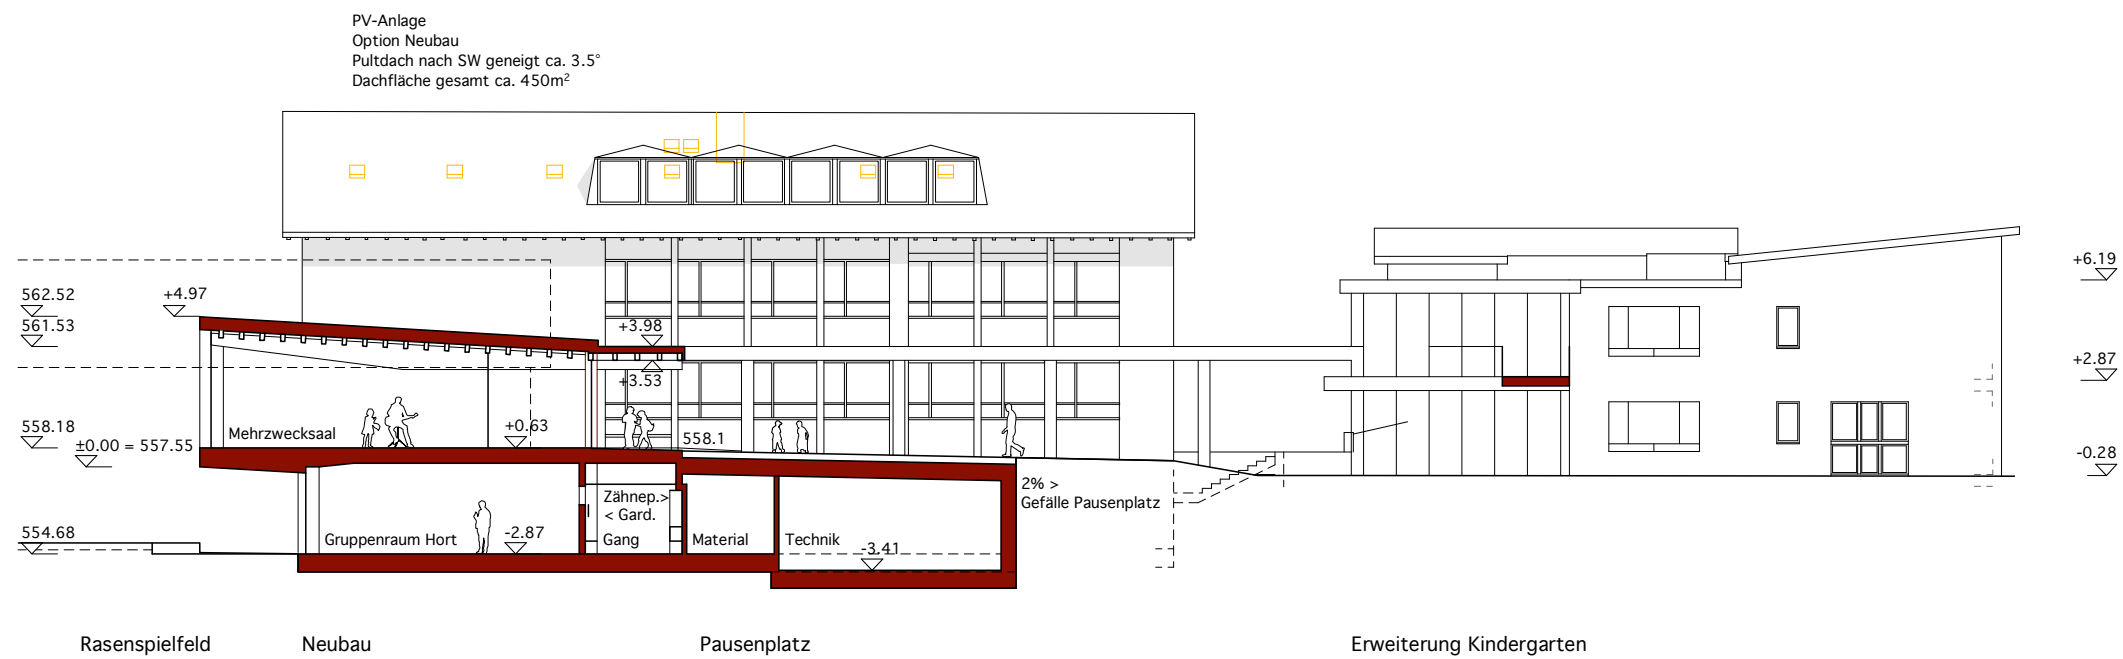 PV-Anlage
Option Neubau
Pultdach nach SW geneigt ca. 3.5°
Dachfläche gesamt ca. 450m²
+6.19
562.52
+4.97
561.53
+3.98
+2.87
+3.53
558.18
Mehrzwecksaal
+0.63
558.1
±0.00 = 557.55
-0.28
2% >
Gefälle Pausenplatz
Zähnep.>
< Gard.
554.68
Gruppenraum Hort
-2.87
Gang
Material
Technik
-3.41
Rasenspielfeld
Neubau
Pausenplatz
Erweiterung Kindergarten